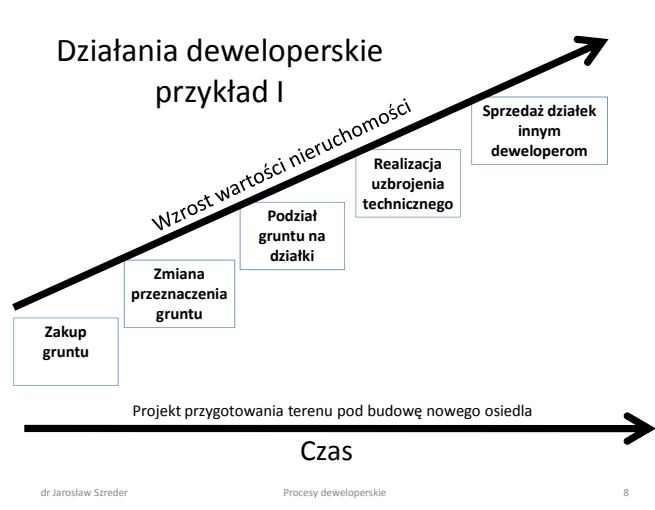 Działania deweloperskie
przykład I
Wzrost wartości nieruchomości
Sprzedaż działek
innym
deweloperom
Realizacja
uzbrojenia
technicznego
Podział
gruntu na
działki
Zmiana
przeznaczenia
gruntu
Zakup
gruntu
Projekt przygotowania terenu pod budowę nowego osiedla
Czas
dr Jarosław Szreder
Procesy deweloperskie
8